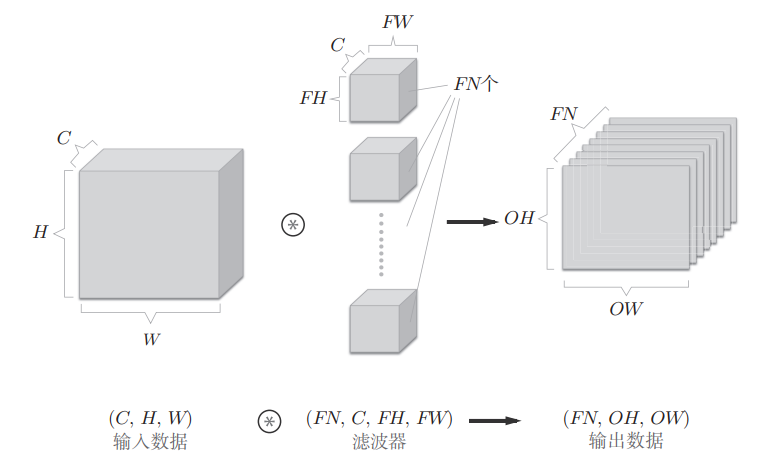 FW
C
FH
FN个
C
H
W
FN
OH
OW
(C, H, W) ⊛ (FN, C, FH, FW) → (FN, OH, OW)
输入数据 滤波器 输出数据